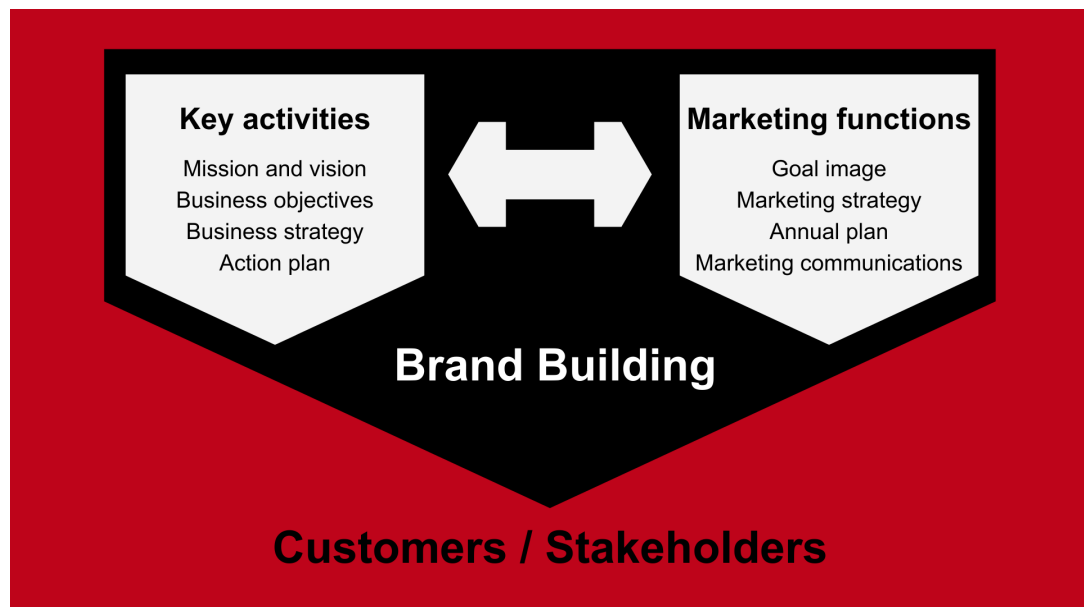 Key activities
Mission and vision
Business objectives
Business strategy
Action plan
Marketing functions
Goal image
Marketing strategy
Annual plan
Marketing communications
Brand Building
Customers / Stakeholders